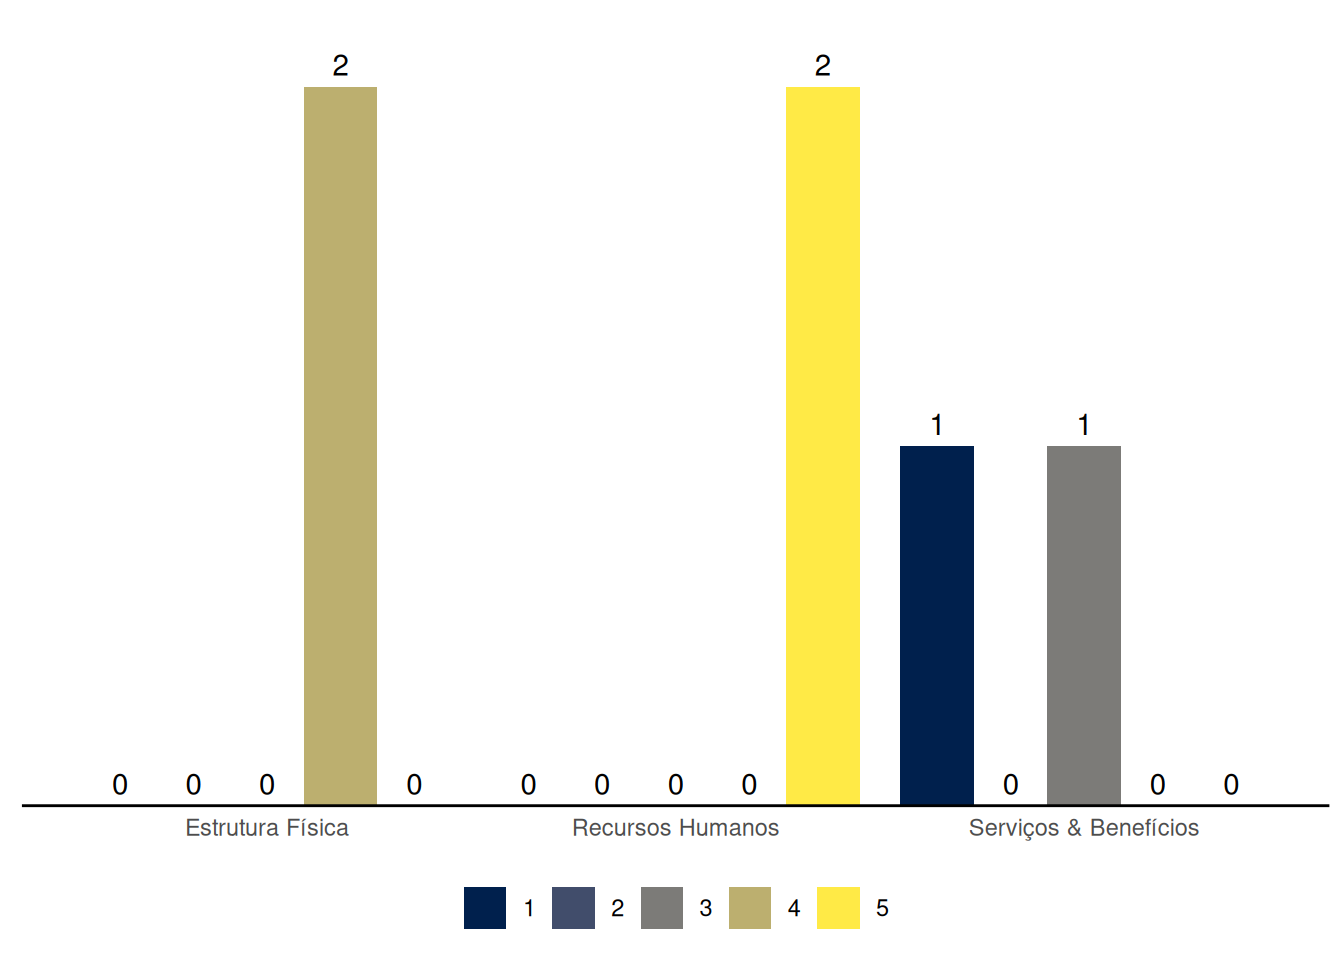 2 2
1 1
0 0 0 0 0 0 0 0 0 0 0
Estrutura Física Recursos Humanos Serviços & Benefícios
1 2 3 4 5